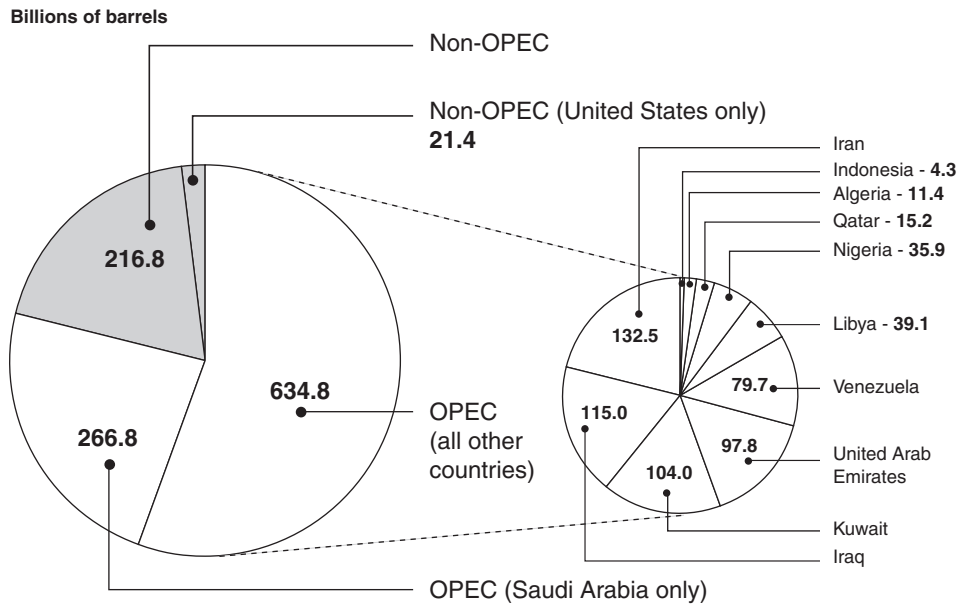 Billions of barrels
Non-OPEC
Non-OPEC (United States only)
21.4
216.8
266.8
634.8
OPEC
(all other
countries)
OPEC (Saudi Arabia only)
Iran
Indonesia - 4.3
Algeria - 11.4
Qatar - 15.2
Nigeria - 35.9
Libya - 39.1
Venezuela
United Arab
Emirates
Kuwait
Iraq
132.5
79.7
115.0
97.8
104.0